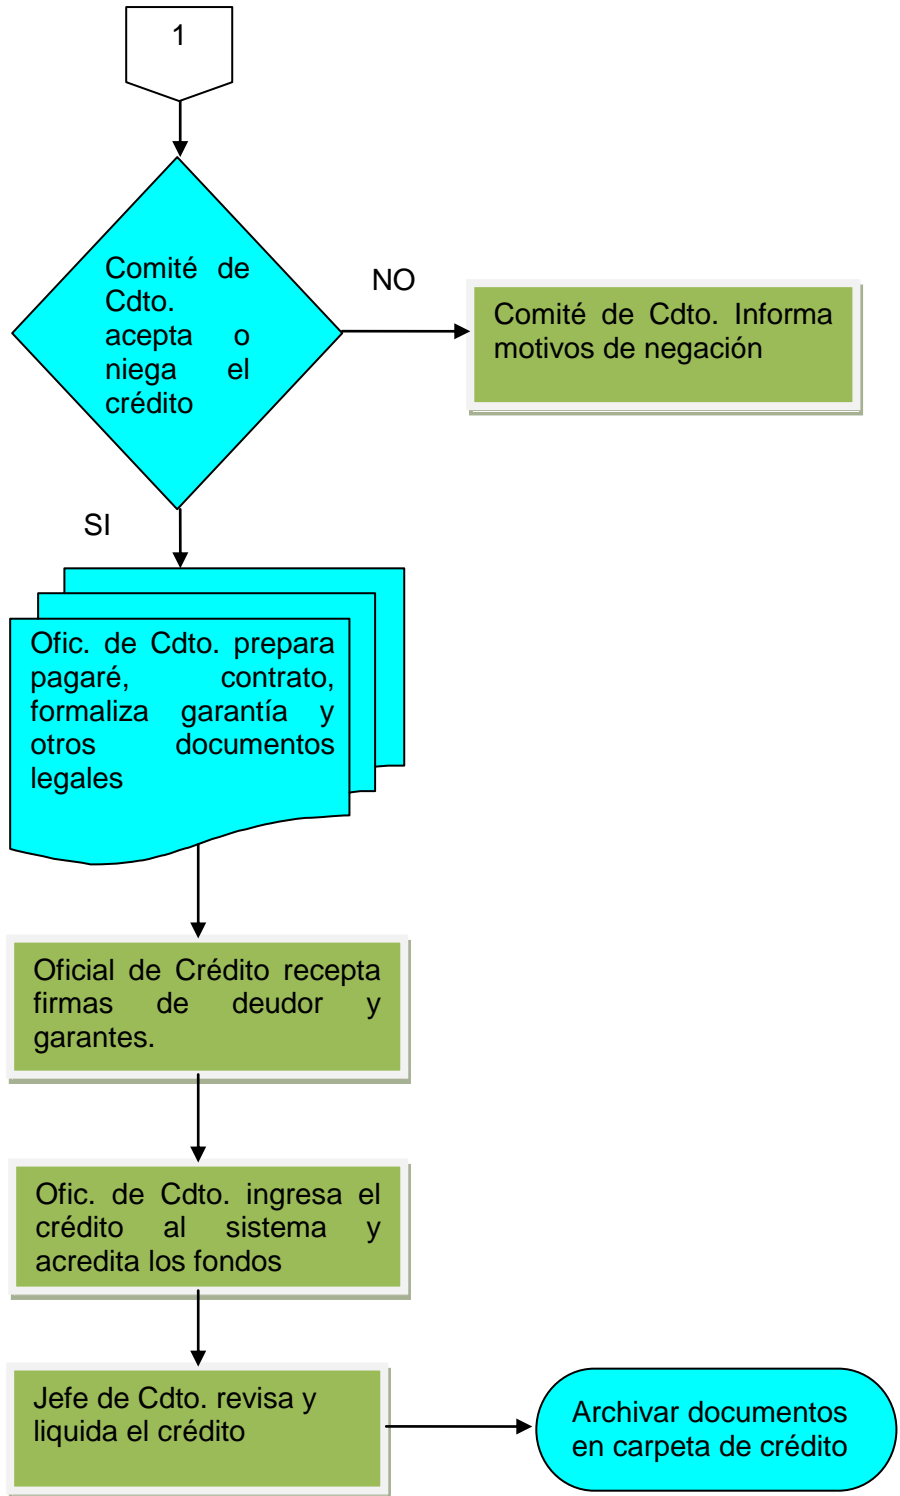 1
Comité de
Cdto.
acepta o
niega el
crédito
NO
Comité de Cdto. Informa
motivos de negación
SI
Ofic. de Cdto. prepara
pagaré, contrato,
formaliza garantía y
otros documentos
legales
Oficial de Crédito recepta
firmas de deudor y
garantes.
Ofic. de Cdto. ingresa el
crédito al sistema y
acredita los fondos
Jefe de Cdto. revisa y
liquida el crédito
Archivar documentos
en carpeta de crédito